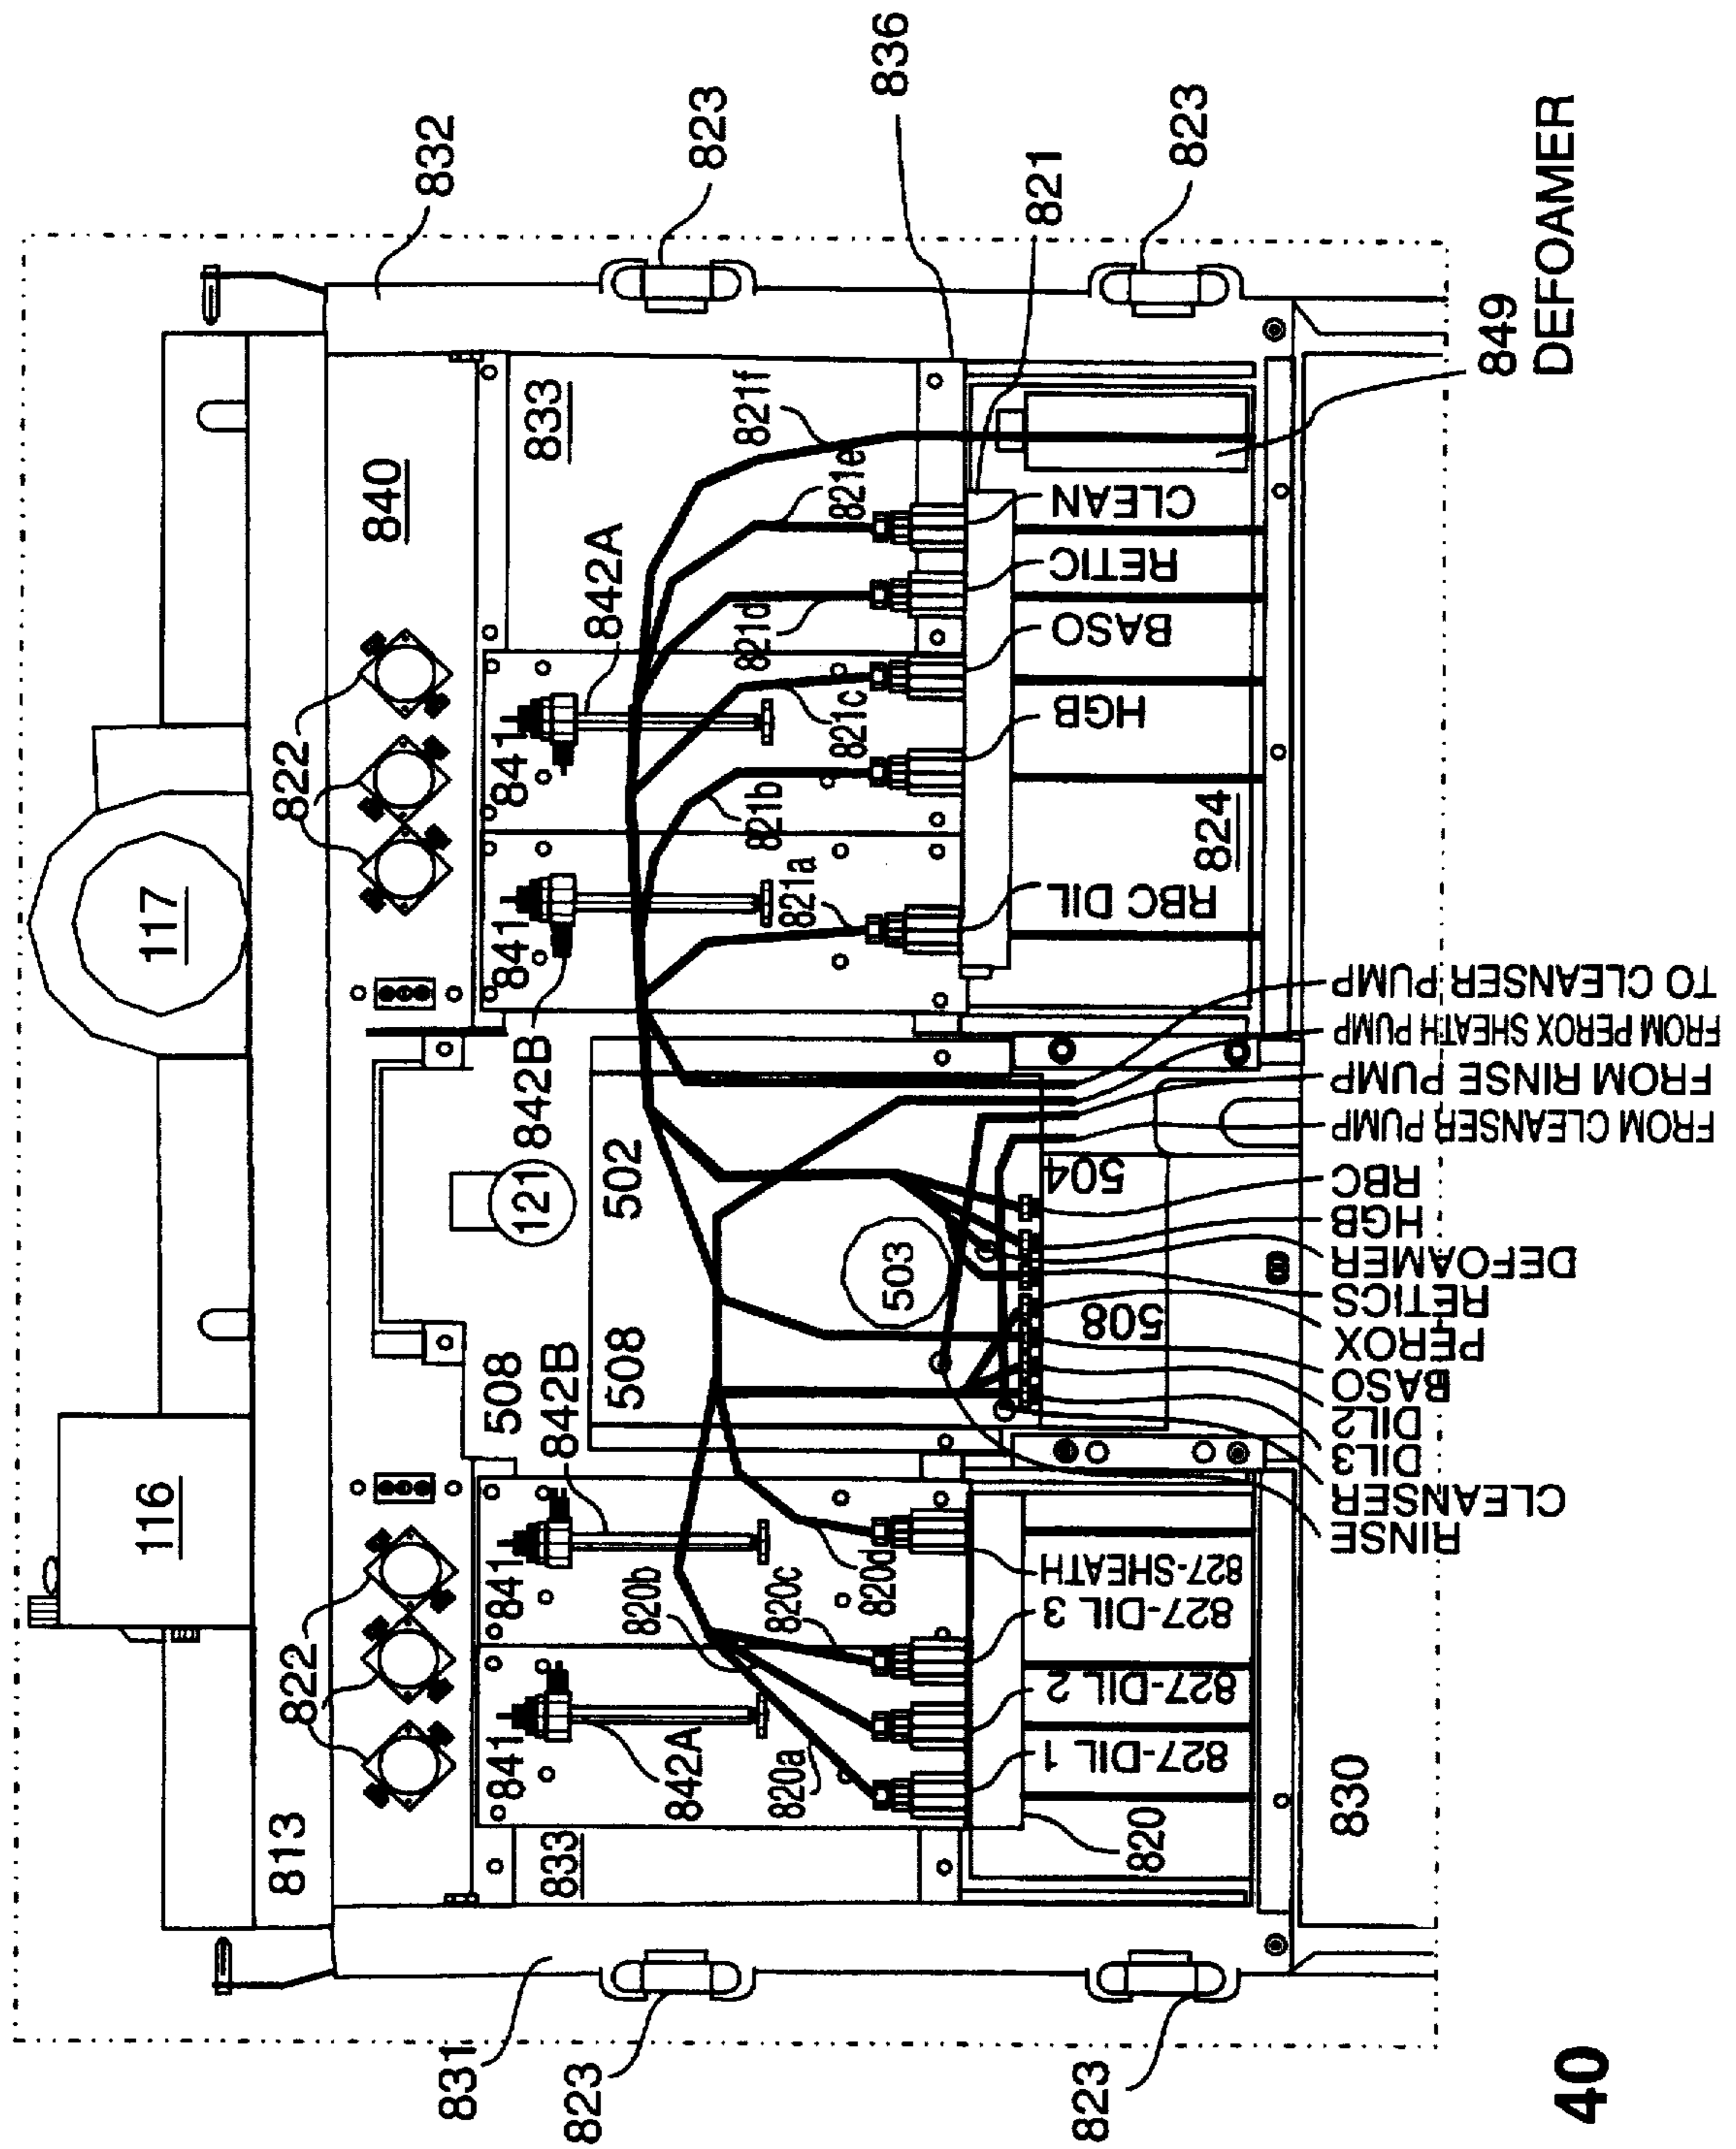 117
116
832
823
836
823
821
849
DEFOAMER
840
833
822
821f
821e
842A
821d
821c
821b
821a
841
841
842B
CLEAN
RETIC
BASO
HGB
824
RBC DIL
TO CLEANSER PUMP
FROM PEROX SHEATH PUMP
FROM RINSE PUMP
FROM CLEANSER PUMP
121
502
503
504
508
508
508
RBC
HGB
DEFOAMER
RETICS
PEROX
BASO
DIL2
DIL3
CLEANSER
RINSE
842B
822
841
841
842A
820b
820c
820d
820a
827-SHEATH
827-DIL 3
827-DIL 2
827-DIL 1
820
830
813
833
831
823
823
40